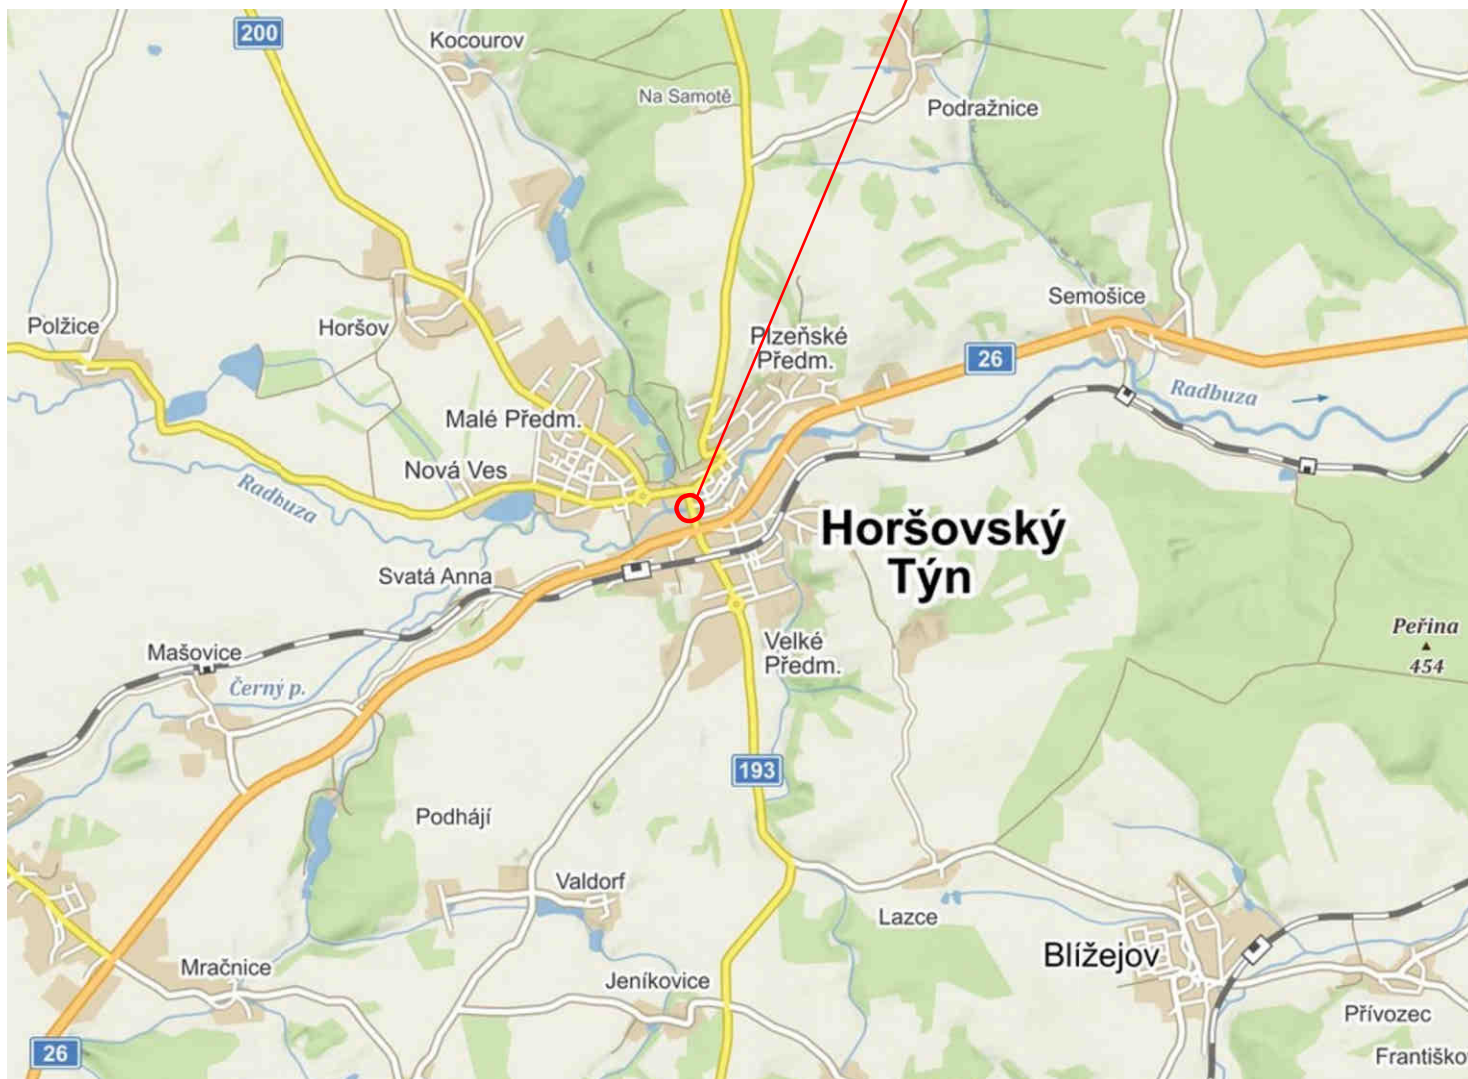 200
Kocourov
Na Samotě
Podražnice
Semošice
Polžice
Horšov
Plzeňské
Předm.
26
Radbuza
Malé Předm.
Nová Ves
Radbuza
Horšovský
Týn
Svatá Anna
Peřina
454
Mašovice
Velké
Předm.
Černý p.
193
Podhájí
Valdorf
Lazce
Blížejov
Mračnice
Jeníkovice
Přívozec
26
Františko